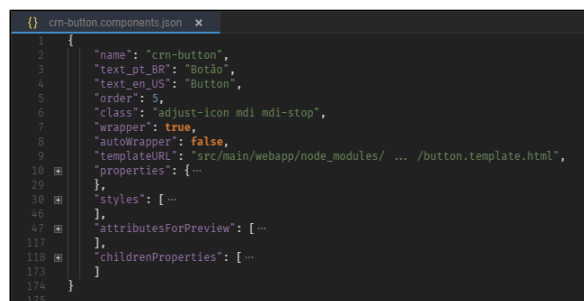 {} crn-button.components.json ×
1 {
2 "name": "crn-button",
3 "text_pt_BR": "Botão",
4 "text_en_US": "Button",
5 "order": 5,
6 "class": "adjust-icon mdi mdi-stop",
7 "wrapper": true,
8 "autoWrapper": false,
9 "templateURL": "src/main/webapp/node_modules/ ... /button.template.html",
10 "properties": {…
29 },
30 "styles": […
46 ],
47 "attributesForPreview": […
117 ],
118 "childrenProperties": […
173 ]
174 }
175